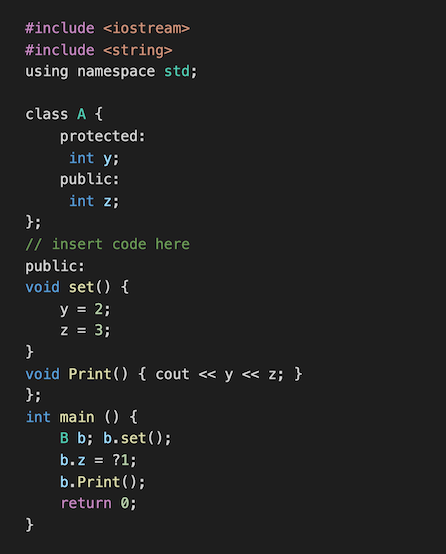 #include <iostream>
#include <string>
using namespace std;
class A {
protected:
int y;
public:
int z;
};
// insert code here
public:
void set() {
y = 2;
z = 3;
}
void Print() { cout << y << z; }
};
int main () {
B b; b.set();
b.z = ?1;
b.Print();
return 0;
}